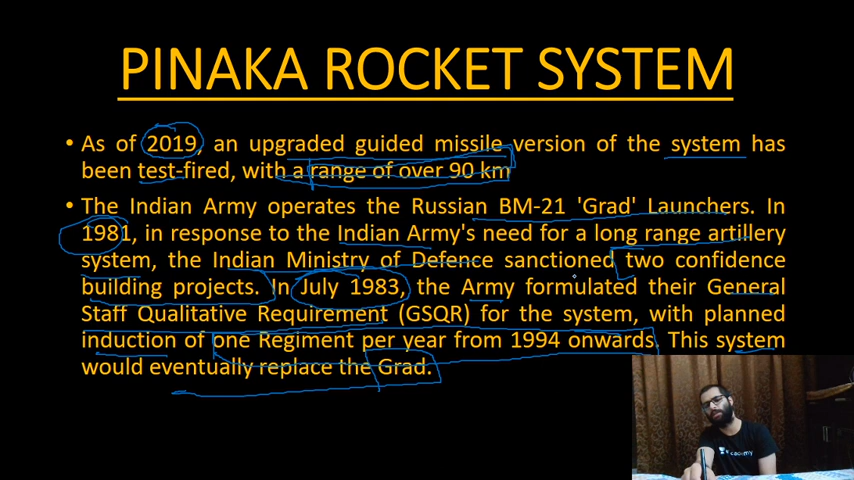 PINAKA ROCKET SYSTEM
• As of 2019, an upgraded guided missile version of the system has
been test-fired, with a range of over 90 km
• The Indian Army operates the Russian BM-21 'Grad' Launchers. In
1981, in response to the Indian Army's need for a long range artillery
system, the Indian Ministry of Defence sanctioned two confidence
building projects. In July 1983, the Army formulated their General
Staff Qualitative Requirement (GSQR) for the system, with planned
induction of one Regiment per year from 1994 onwards. This system
would eventually replace the Grad.